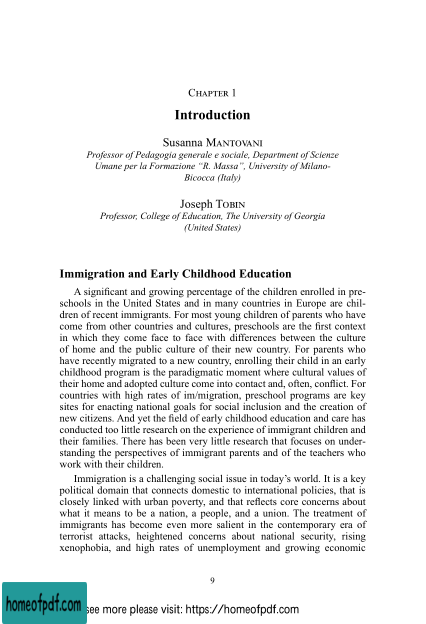 CHAPTER 1
Introduction
Susanna MANTOVANI
Professor of Pedagogia generale e sociale, Department of Scienze
Umane per la Formazione “R. Massa”, University of Milano-
Bicocca (Italy)
Joseph TOBIN
Professor, College of Education, The University of Georgia
(United States)
Immigration and Early Childhood Education
A significant and growing percentage of the children enrolled in pre-
schools in the United States and in many countries in Europe are chil-
dren of recent immigrants. For most young children of parents who have
come from other countries and cultures, preschools are the first context
in which they come face to face with differences between the culture
of home and the public culture of their new country. For parents who
have recently migrated to a new country, enrolling their child in an early
childhood program is the paradigmatic moment where cultural values of
their home and adopted culture come into contact and, often, conflict. For
countries with high rates of im/migration, preschool programs are key
sites for enacting national goals for social inclusion and the creation of
new citizens. And yet the field of early childhood education and care has
conducted too little research on the experience of immigrant children and
their families. There has been very little research that focuses on under-
standing the perspectives of immigrant parents and of the teachers who
work with their children.
Immigration is a challenging social issue in today’s world. It is a key
political domain that connects domestic to international policies, that is
closely linked with urban poverty, and that reflects core concerns about
what it means to be a nation, a people, and a union. The treatment of
immigrants has become even more salient in the contemporary era of
terrorist attacks, heightened concerns about national security, rising
xenophobia, and high rates of unemployment and growing economic
9
homeofpdf.com
see more please visit: https://homeofpdf.com